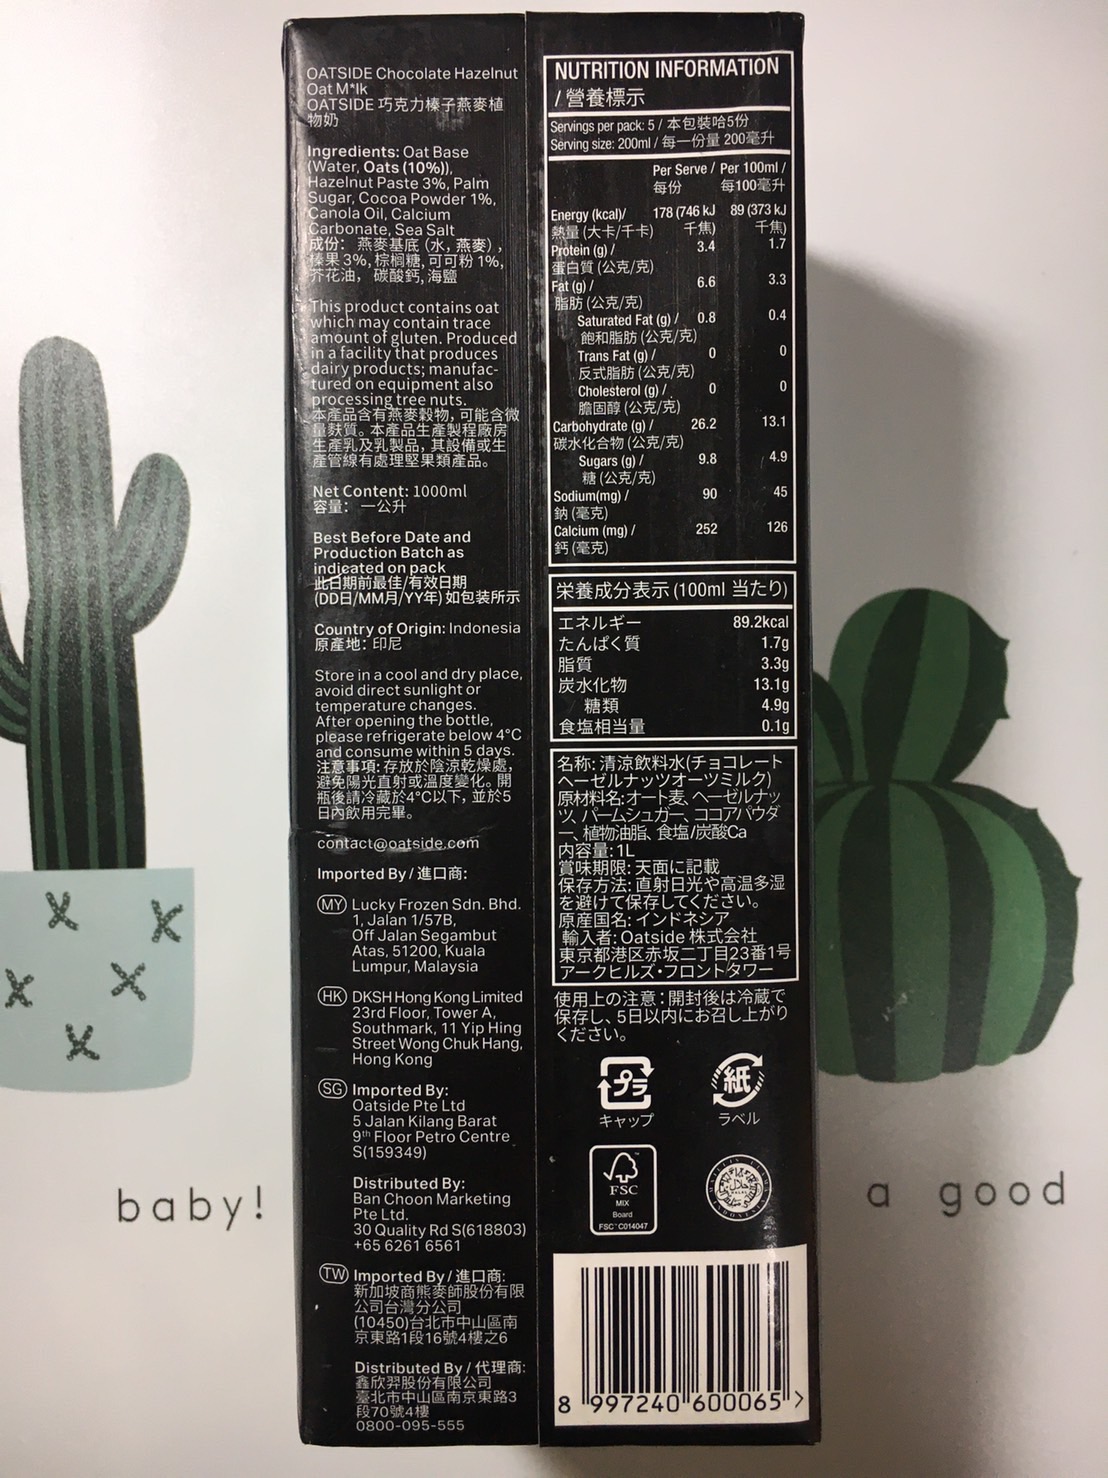 OATSIDE Chocolate Hazelnut
Oat M*lk
OATSIDE 巧克力榛子燕麥植
物奶
Ingredients: Oat Base
(Water, Oats (10%)),
Hazelnut Paste 3%, Palm
Sugar, Cocoa Powder 1%,
Canola Oil, Calcium
Carbonate, Sea Salt
成份: 燕麥基底 (水, 燕麥),
榛果 3%, 棕櫚糖, 可可粉 1%,
芥花油, 碳酸鈣, 海鹽
This product contains oat
which may contain trace
amount of gluten. Produced
in a facility that produces
dairy products; manufac-
tured on equipment also
processing tree nuts.
本產品含有燕麥穀物, 可能含微
量麩質。本產品生產製程廠房
生產乳及乳製品, 其設備或生
產管線有處理堅果類產品。
Net Content: 1000ml
容量: 一公升
Best Before Date and
Production Batch as
indicated on pack
此日期前最佳/有效日期
(DD日/MM月/YY年) 如包裝所示
Country of Origin: Indonesia
原產地: 印尼
Store in a cool and dry place,
avoid direct sunlight or
temperature changes.
After opening the bottle,
please refrigerate below 4°C
and consume within 5 days.
注意事項: 存放於陰涼乾燥處,
避免陽光直射或溫度變化。開
瓶後請冷藏於4°C以下, 並於5
日內飲用完畢。
contact@oatside.com
Imported By / 進口商:
MY Lucky Frozen Sdn. Bhd.
1, Jalan 1/57B,
Off Jalan Segambut
Atas, 51200, Kuala
Lumpur, Malaysia
HK DKSH Hong Kong Limited
23rd Floor, Tower A,
Southmark, 11 Yip Hing
Street Wong Chuk Hang,
Hong Kong
SG Imported By:
Oatside Pte Ltd
5 Jalan Kilang Barat
9th Floor Petro Centre
S(159349)
Distributed By:
Ban Choon Marketing
Pte Ltd.
30 Quality Rd S(618803)
+65 6261 6561
TW Imported By / 進口商:
新加坡商熊麥師股份有限
公司台灣分公司
(10450)台北市中山區南
京東路1段16號4樓之6
Distributed By / 代理商:
鑫欣羿股份有限公司
臺北市中山區南京東路3
段70號4樓
0800-095-555
NUTRITION INFORMATION
/ 營養標示
Servings per pack: 5 / 本包裝哈5份
Serving size: 200ml / 每一份量 200毫升
Per Serve / Per 100ml /
每份 每100毫升
Energy (kcal)/ 178 (746 kJ 89 (373 kJ
熱量 (大卡/千卡) 千焦) 千焦)
Protein (g) / 3.4 1.7
蛋白質 (公克/克)
Fat (g) / 6.6 3.3
脂肪 (公克/克)
Saturated Fat (g) / 0.8 0.4
飽和脂肪 (公克/克)
Trans Fat (g) / 0 0
反式脂肪 (公克/克)
Cholesterol (g) / 0 0
膽固醇 (公克/克)
Carbohydrate (g) / 26.2 13.1
碳水化合物 (公克/克)
Sugars (g) / 9.8 4.9
糖 (公克/克)
Sodium(mg) / 90 45
鈉 (毫克)
Calcium (mg) / 252 126
鈣 (毫克)
栄養成分表示 (100ml 当たり)
エネルギー 89.2kcal
たんぱく質 1.7g
脂質 3.3g
炭水化物 13.1g
糖類 4.9g
食塩相当量 0.1g
名称: 清涼飲料水(チョコレート
ヘーゼルナッツオーツミルク)
原材料名: オート麦、ヘーゼルナッ
ツ、パームシュガー、ココアパウダ
ー、植物油脂、食塩/炭酸Ca
内容量: 1L
賞味期限: 天面に記載
保存方法: 直射日光や高温多湿
を避けて保存してください。
原産国名: インドネシア
輸入者: Oatside 株式会社
東京都港区赤坂二丁目23番1号
アークヒルズ・フロントタワー
使用上の注意: 開封後は冷蔵で
保存し、5日以内にお召し上がり
ください。
プラ 紙
キャップ ラベル
FSC
MIX
Board
FSC™ C014047
8 997240 600065 >
baby!
a good